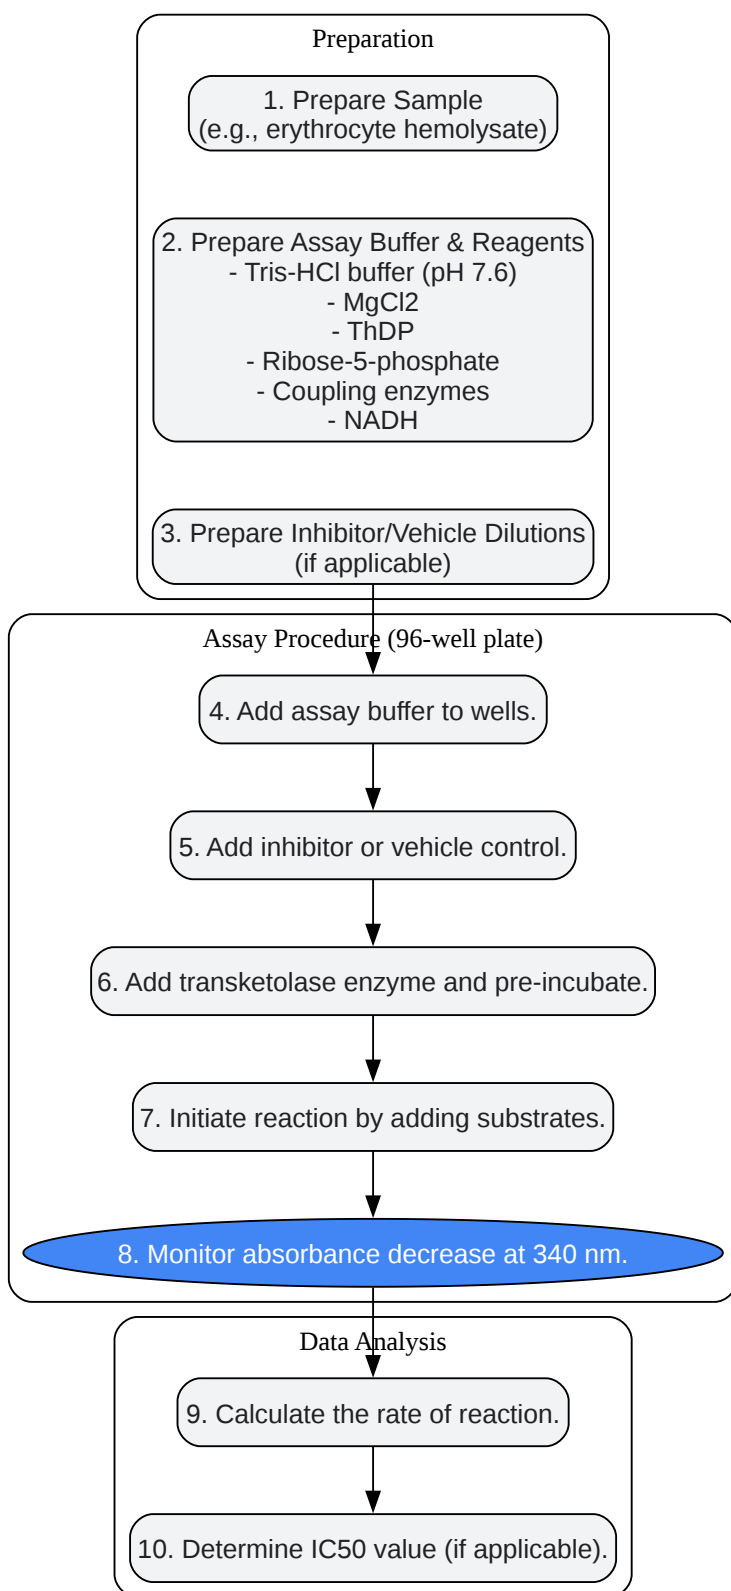 Preparation
1. Prepare Sample
(e.g., erythrocyte hemolysate)
2. Prepare Assay Buffer & Reagents
- Tris-HCl buffer (pH 7.6)
- MgCl2
- ThDP
- Ribose-5-phosphate
- Coupling enzymes
- NADH
3. Prepare Inhibitor/Vehicle Dilutions
(if applicable)
Assay Procedure (96-well plate)
4. Add assay buffer to wells.
5. Add inhibitor or vehicle control.
6. Add transketolase enzyme and pre-incubate.
7. Initiate reaction by adding substrates.
8. Monitor absorbance decrease at 340 nm.
Data Analysis
9. Calculate the rate of reaction.
10. Determine IC50 value (if applicable).